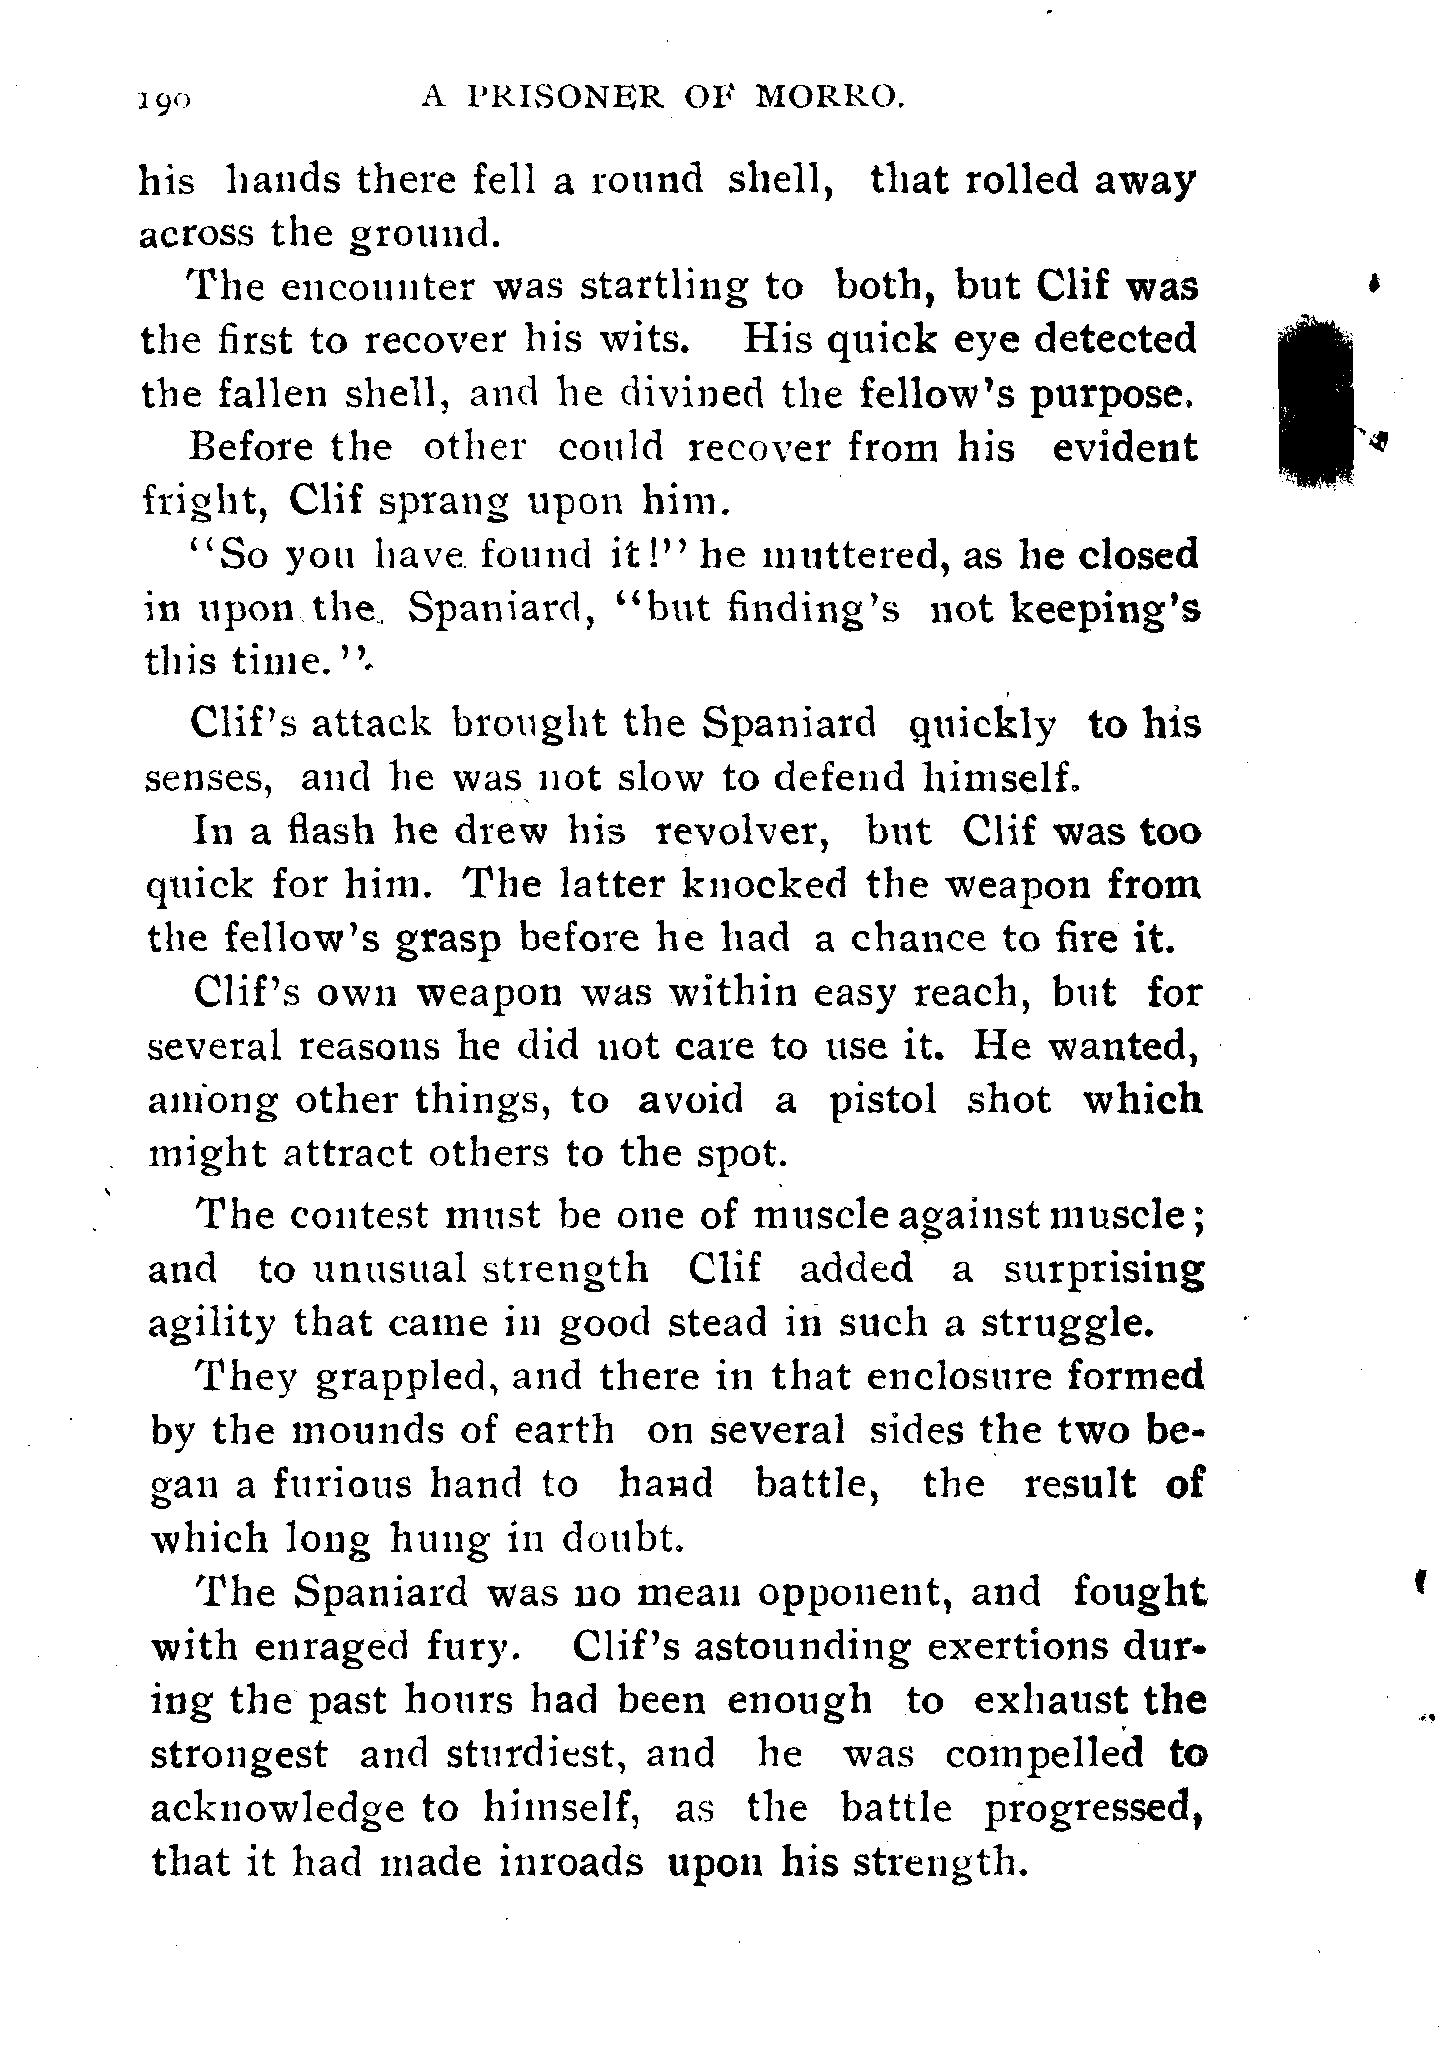 190 A PRISONER OF MORRO.
his hands there fell a round shell, that rolled away
across the ground.
The encounter was startling to both, but Clif was
the first to recover his wits. His quick eye detected
the fallen shell, and he divined the fellow's purpose.
Before the other could recover from his evident
fright, Clif sprang upon him.
"So you have found it!" he muttered, as he closed
in upon the Spaniard, "but finding's not keeping's
this time."
Clif's attack brought the Spaniard quickly to his
senses, and he was not slow to defend himself.
In a flash he drew his revolver, but Clif was too
quick for him. The latter knocked the weapon from
the fellow's grasp before he had a chance to fire it.
Clif's own weapon was within easy reach, but for
several reasons he did not care to use it. He wanted,
among other things, to avoid a pistol shot which
might attract others to the spot.
The contest must be one of muscle against muscle;
and to unusual strength Clif added a surprising
agility that came in good stead in such a struggle.
They grappled, and there in that enclosure formed
by the mounds of earth on several sides the two be-
gan a furious hand to hand battle, the result of
which long hung in doubt.
The Spaniard was no mean opponent, and fought
with enraged fury. Clif's astounding exertions dur-
ing the past hours had been enough to exhaust the
strongest and sturdiest, and he was compelled to
acknowledge to himself, as the battle progressed,
that it had made inroads upon his strength.